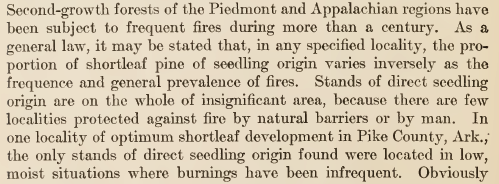 Second-growth forests of the Piedmont and Appalachian regions have
been subject to frequent fires during more than a century. As a
general law, it may be stated that, in any specified locality, the pro-
portion of shortleaf pine of seedling origin varies inversely as the
frequence and general prevalence of fires. Stands of direct seedling
origin are on the whole of insignificant area, because there are few
localities protected against fire by natural barriers or by man. In
one locality of optimum shortleaf development in Pike County, Ark.,
the only stands of direct seedling origin found were located in low,
moist situations where burnings have been infrequent. Obviously